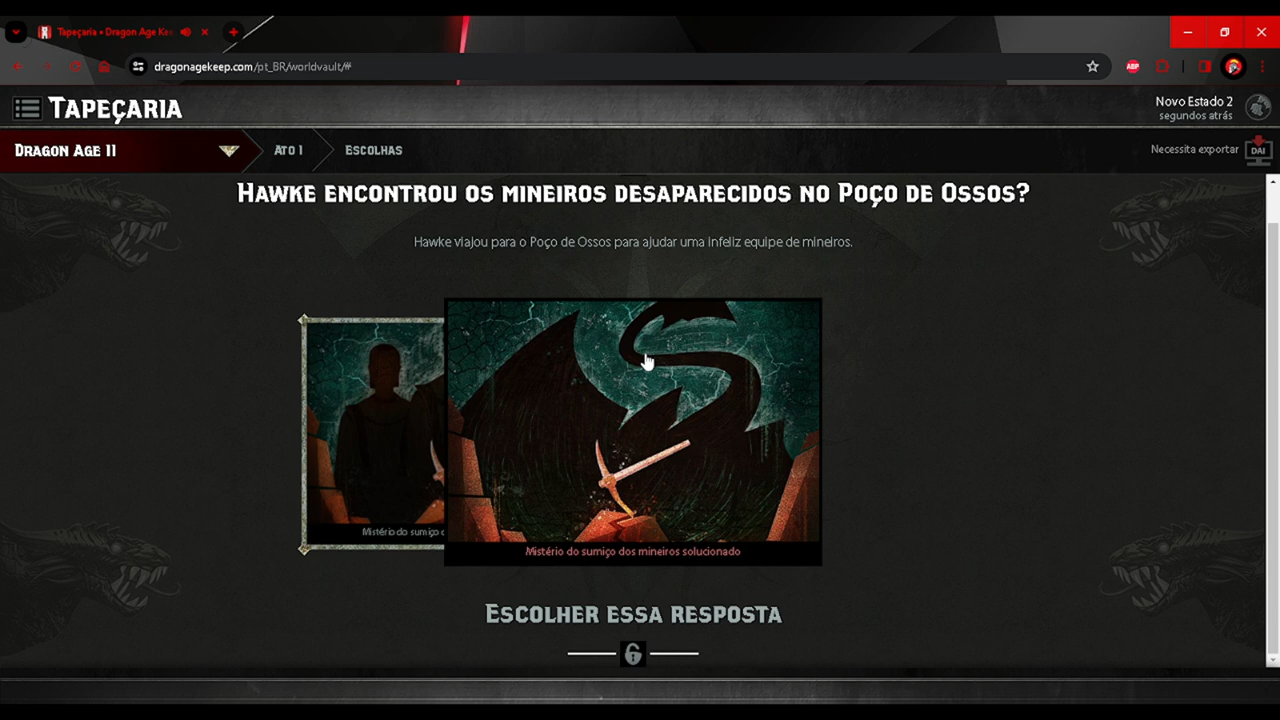 Tapeçaria • Dragon Age Ke
dragonagekeep.com/pt_BR/worldvault/#
ABP
Tapeçaria
Novo Estado 2
segundos atrás
Dragon Age II
Ato I
Escolhas
Necessita exportar
DAI
Hawke encontrou os mineiros desaparecidos no Poço de Ossos?
Hawke viajou para o Poço de Ossos para ajudar uma infeliz equipe de mineiros.
Mistério do sumiço
Mistério do sumiço dos mineiros solucionado
Escolher essa resposta